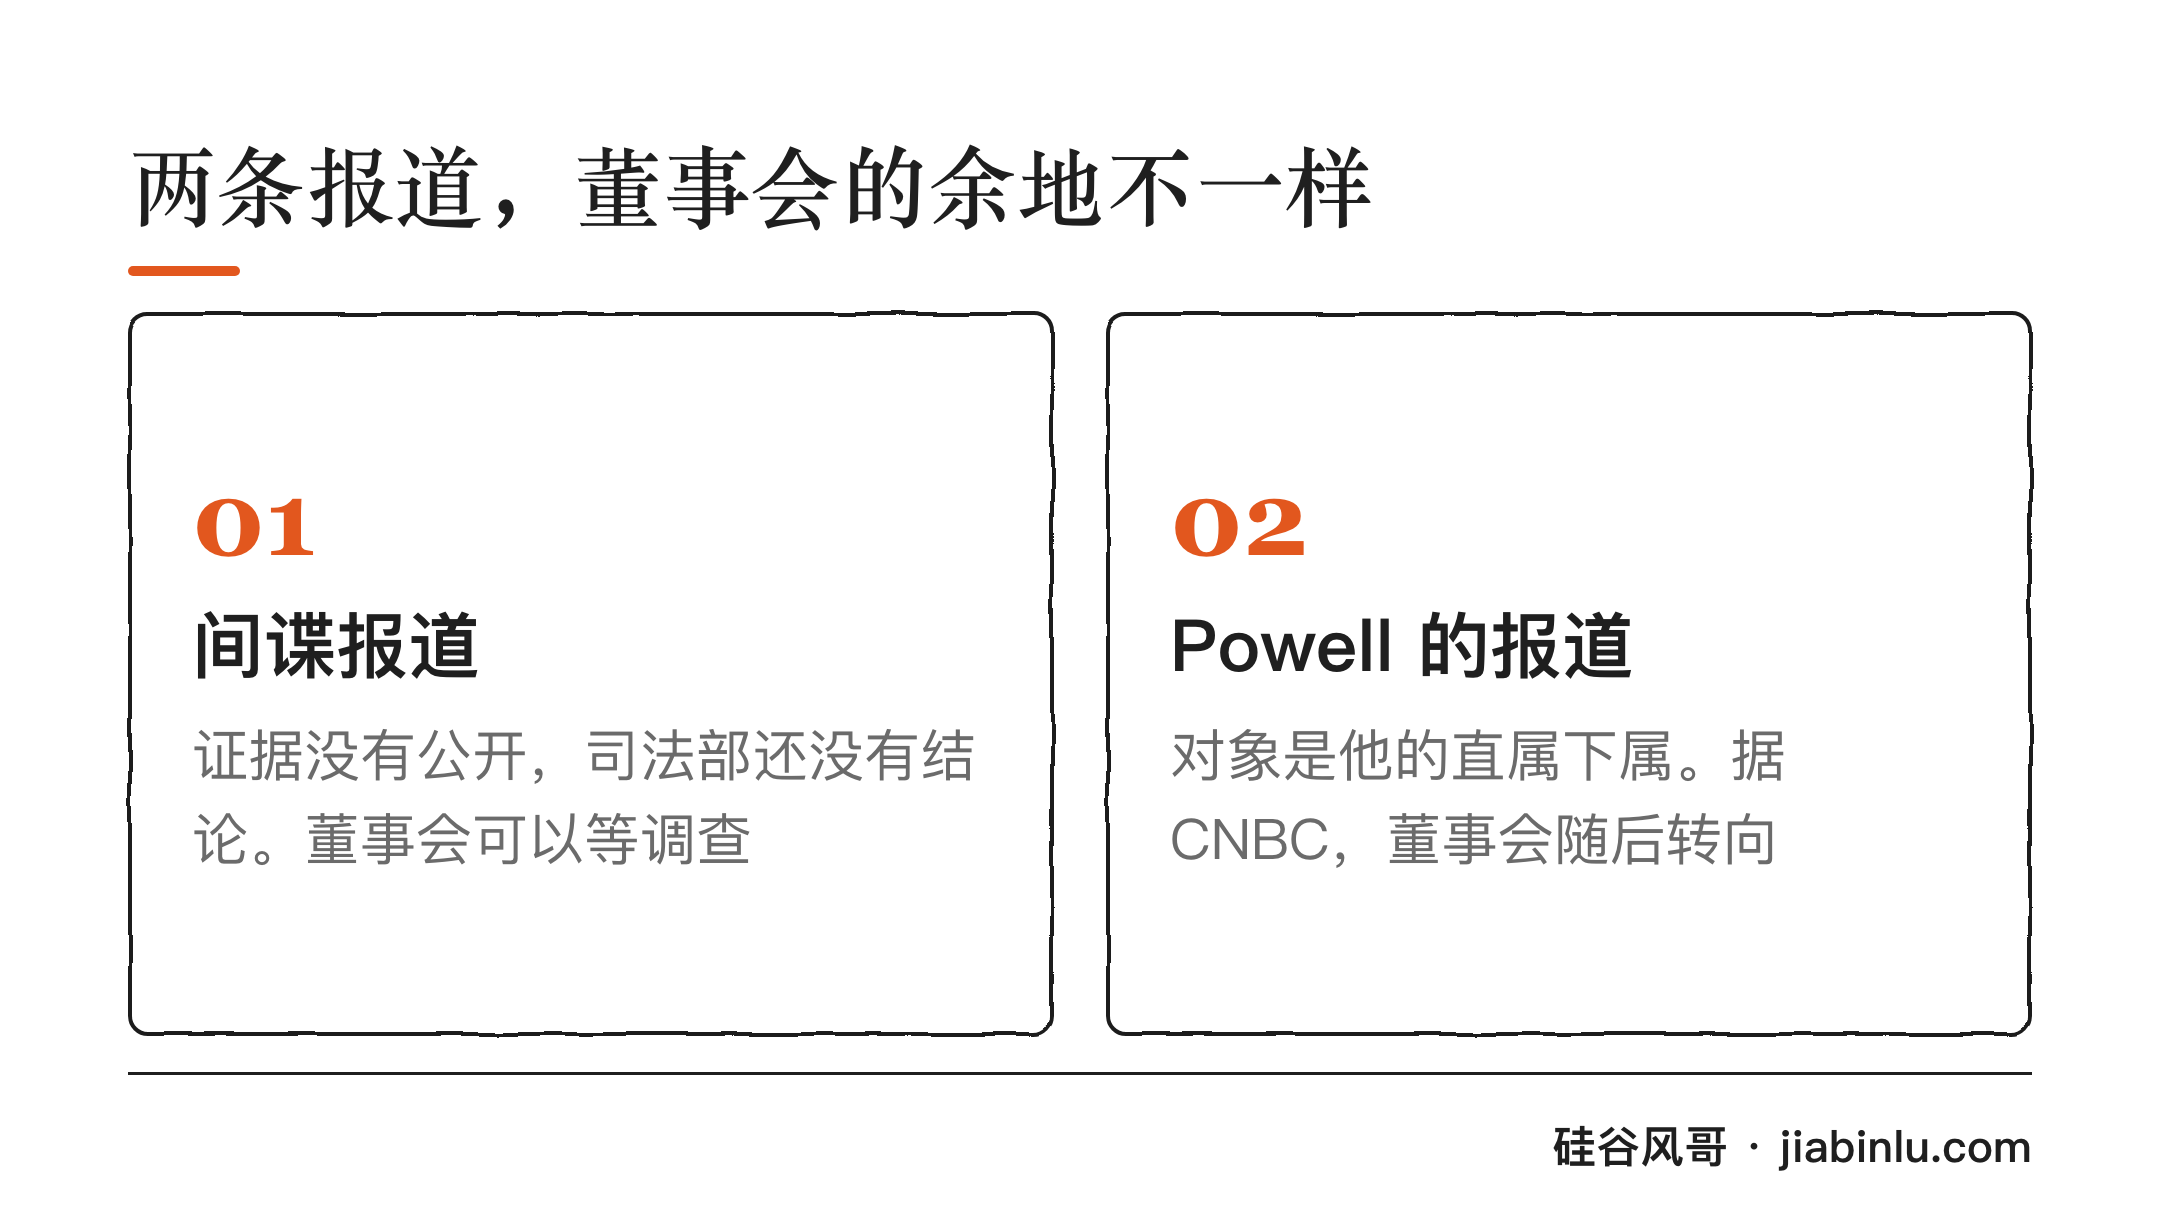 两条报道，董事会的余地不一样
01
间谍报道
证据没有公开，司法部还没有结
论。董事会可以等调查
02
Powell 的报道
对象是他的直属下属。据
CNBC，董事会随后转向
硅谷风哥 · jiabinlu.com